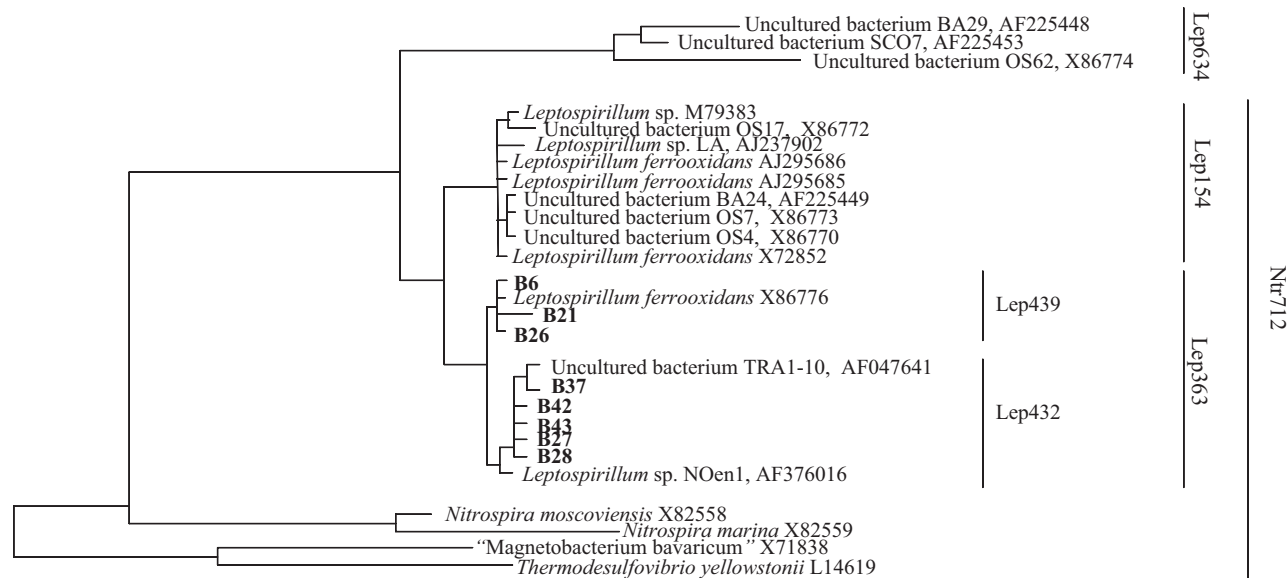 Uncultured bacterium BA29, AF225448
Uncultured bacterium SCO7, AF225453
Uncultured bacterium OS62, X86774
Lep634
Leptospirillum sp. M79383
Uncultured bacterium OS17, X86772
Leptospirillum sp. LA, AJ237902
Leptospirillum ferrooxidans AJ295686
Leptospirillum ferrooxidans AJ295685
Uncultured bacterium BA24, AF225449
Uncultured bacterium OS7, X86773
Uncultured bacterium OS4, X86770
Leptospirillum ferrooxidans X72852
Lep154
B6
Leptospirillum ferrooxidans X86776
B21
B26
Lep439
Uncultured bacterium TRA1-10, AF047641
B37
B42
B43
B27
B28
Leptospirillum sp. NOen1, AF376016
Lep432
Lep363
Ntr712
Nitrospira moscoviensis X82558
Nitrospira marina X82559
"Magnetobacterium bavaricum" X71838
Thermodesulfovibrio yellowstonii L14619